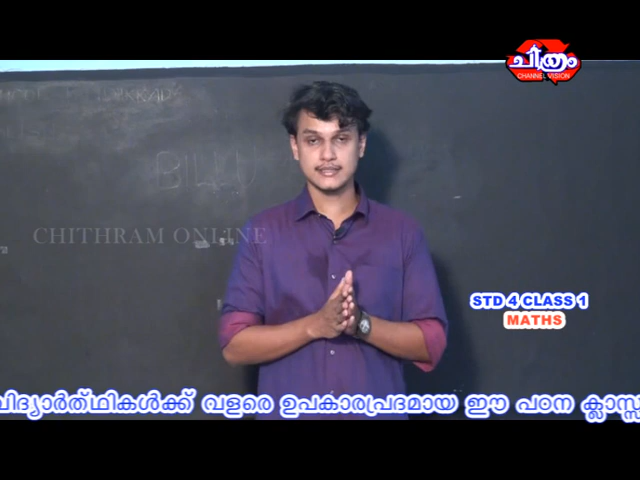 ചിത്രം
CHANNEL VISION
BILL
CHITHRAM ONLINE
STD 4 CLASS 1
MATHS
വിദ്യാർത്ഥികൾക്ക് വളരെ ഉപകാരപ്രദമായ ഈ പഠന ക്ലാസ്സ